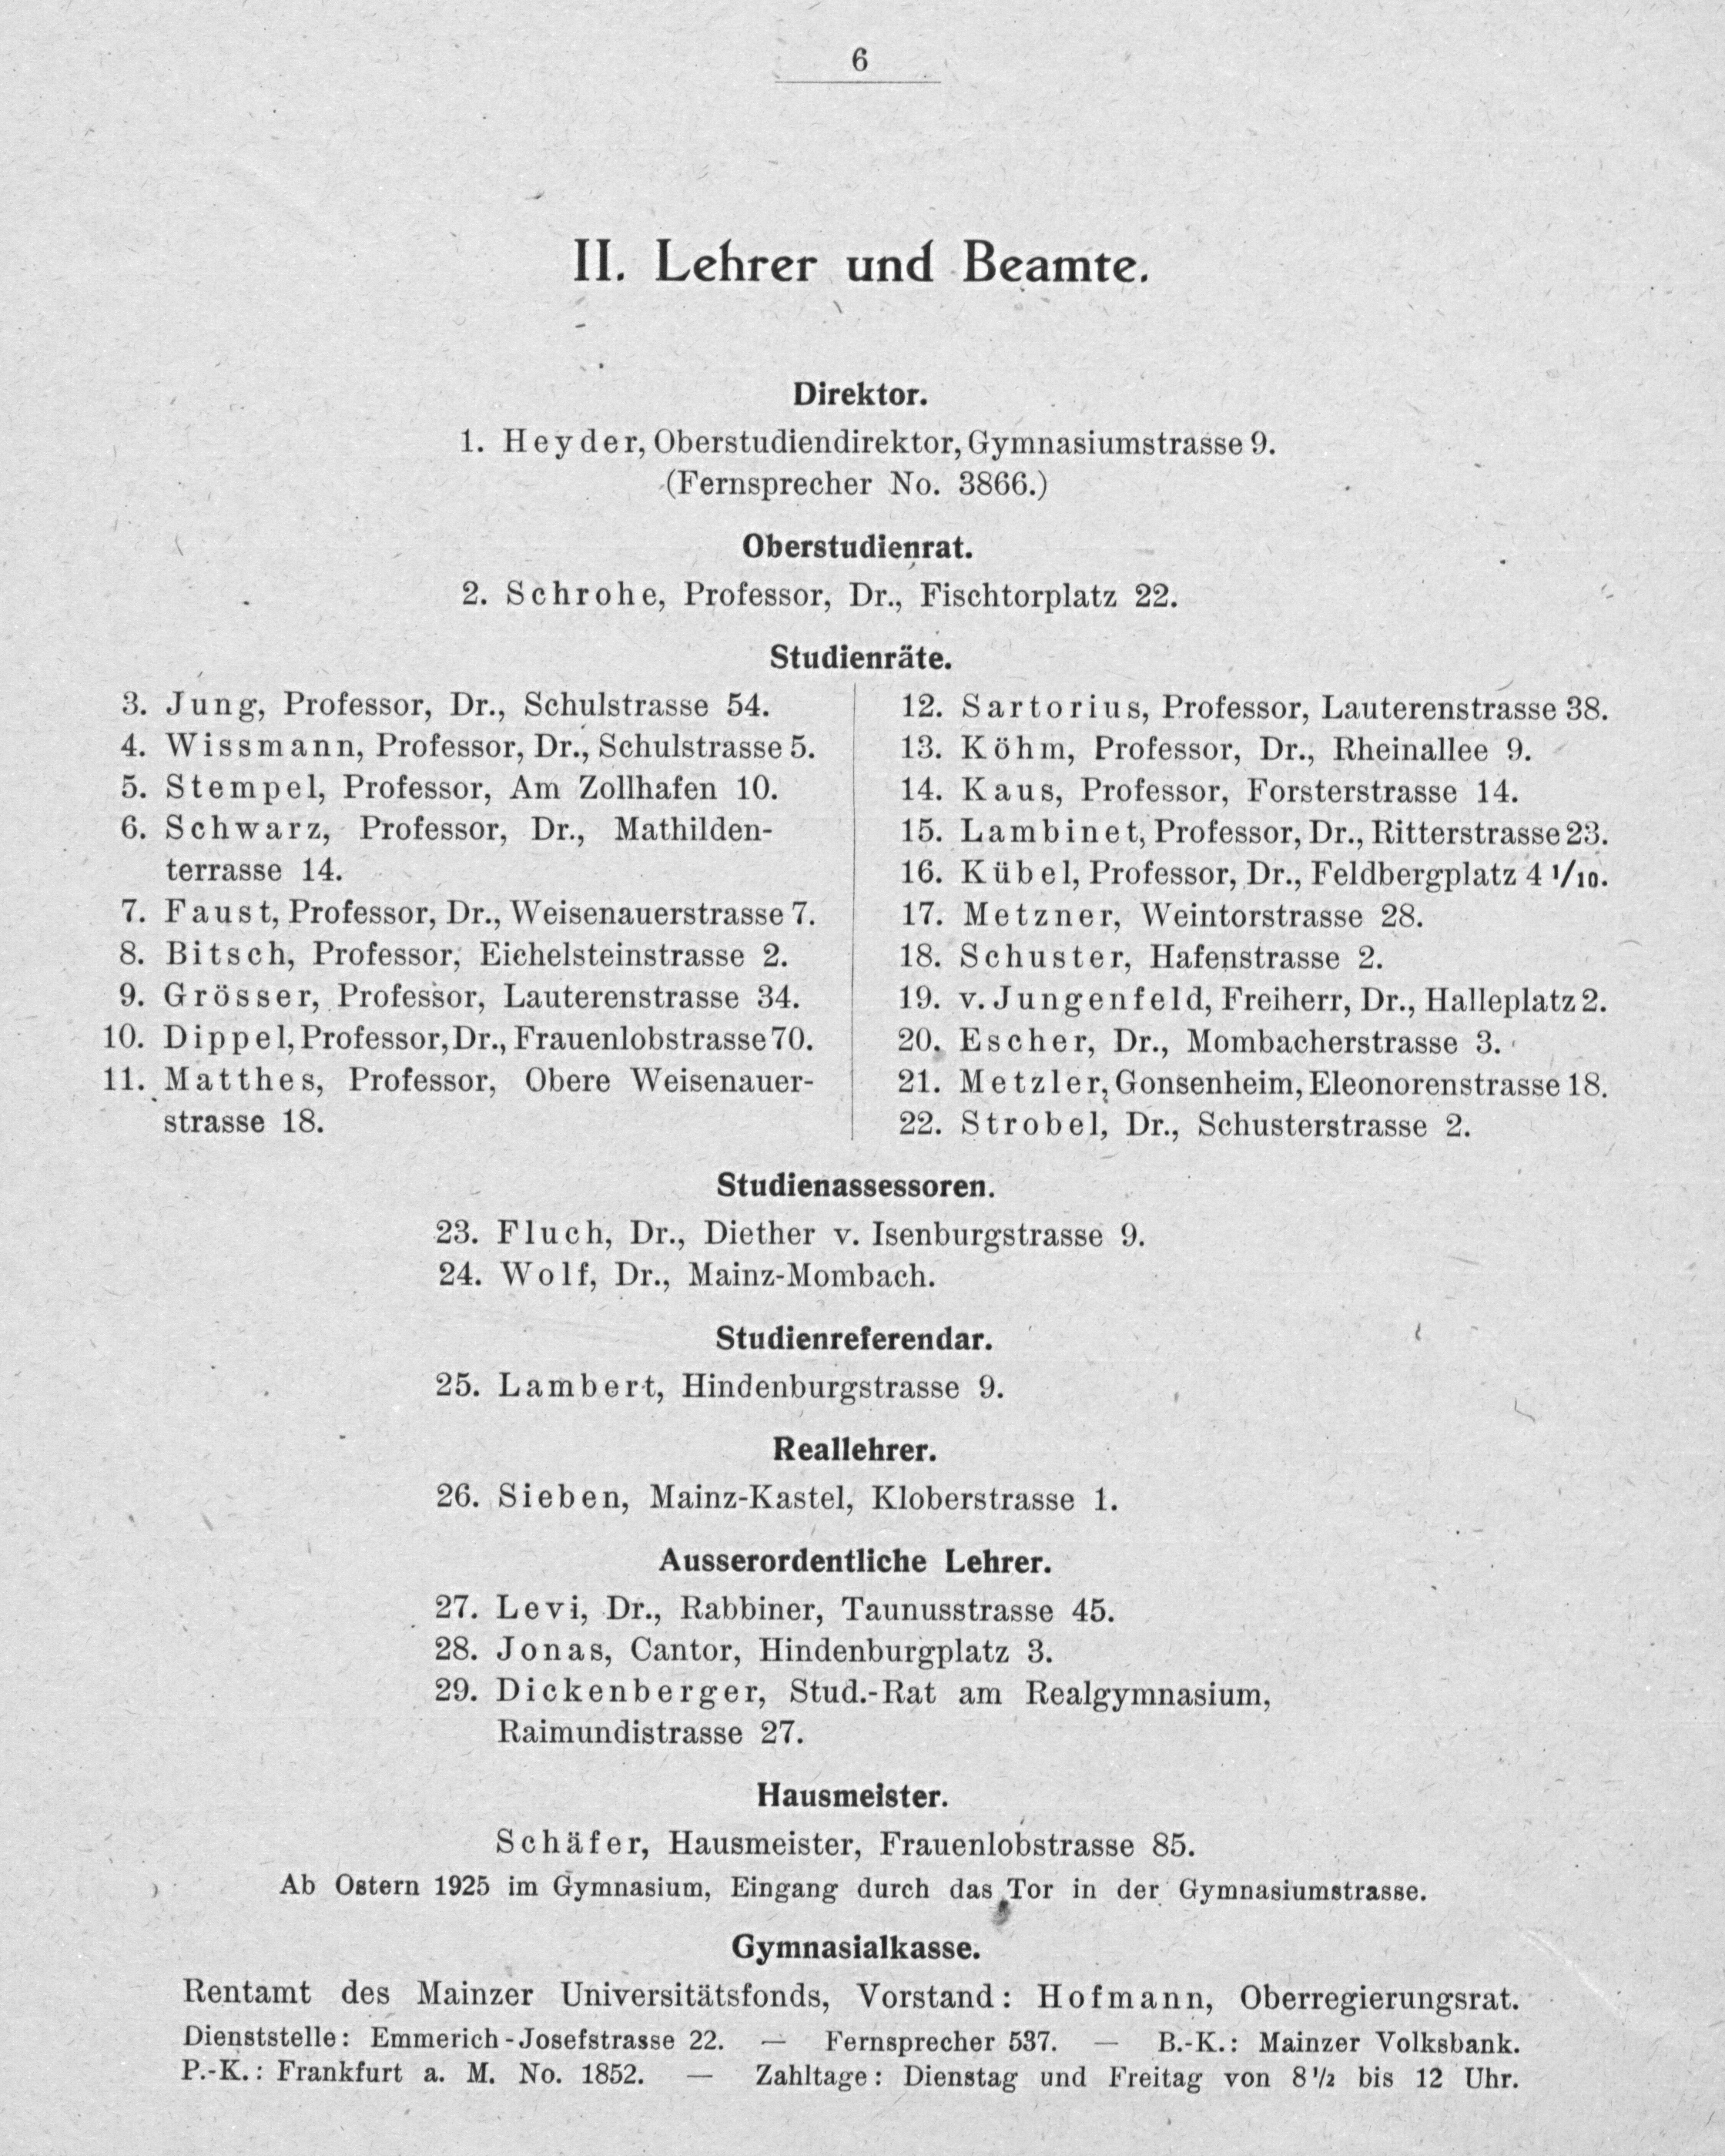 6
II. Lehrer und Beamte.
Direktor.
1. Heyder, Oberstudiendirektor, Gymnasiumstrasse 9.
(Fernsprecher No. 3866.)
Oberstudienrat.
2. Schrohe, Professor, Dr., Fischtorplatz 22.
Studienräte.
3. Jung, Professor, Dr., Schulstrasse 54.
4. Wissmann, Professor, Dr., Schulstrasse 5.
5. Stempel, Professor, Am Zollhafen 10.
6. Schwarz, Professor, Dr., Mathilden-
terrasse 14.
7. Faust, Professor, Dr., Weisenauerstrasse 7.
8. Bitsch, Professor, Eichelsteinstrasse 2.
9. Grösser, Professor, Lauterenstrasse 34.
10. Dippel, Professor, Dr., Frauenlobstrasse 70.
11. Matthes, Professor, Obere Weisenauer-
strasse 18.
12. Sartorius, Professor, Lauterenstrasse 38.
13. Köhm, Professor, Dr., Rheinallee 9.
14. Kaus, Professor, Forsterstrasse 14.
15. Lambinet, Professor, Dr., Ritterstrasse 23.
16. Kübel, Professor, Dr., Feldbergplatz 4 1/10.
17. Metzner, Weintorstrasse 28.
18. Schuster, Hafenstrasse 2.
19. v. Jungenfeld, Freiherr, Dr., Halleplatz 2.
20. Escher, Dr., Mombacherstrasse 3.
21. Metzler, Gonsenheim, Eleonorenstrasse 18.
22. Strobel, Dr., Schusterstrasse 2.
Studienassessoren.
23. Fluch, Dr., Diether v. Isenburgstrasse 9.
24. Wolf, Dr., Mainz-Mombach.
Studienreferendar.
25. Lambert, Hindenburgstrasse 9.
Reallehrer.
26. Sieben, Mainz-Kastel, Kloberstrasse 1.
Ausserordentliche Lehrer.
27. Levi, Dr., Rabbiner, Taunusstrasse 45.
28. Jonas, Cantor, Hindenburgplatz 3.
29. Dickenberger, Stud.-Rat am Realgymnasium,
Raimundistrasse 27.
Hausmeister.
Schäfer, Hausmeister, Frauenlobstrasse 85.
Ab Ostern 1925 im Gymnasium, Eingang durch das Tor in der Gymnasiumstrasse.
Gymnasialkasse.
Rentamt des Mainzer Universitätsfonds, Vorstand: Hofmann, Oberregierungsrat.
Dienststelle: Emmerich-Josefstrasse 22. — Fernsprecher 537. — B.-K.: Mainzer Volksbank.
P.-K.: Frankfurt a. M. No. 1852. — Zahltage: Dienstag und Freitag von 8 1/2 bis 12 Uhr.